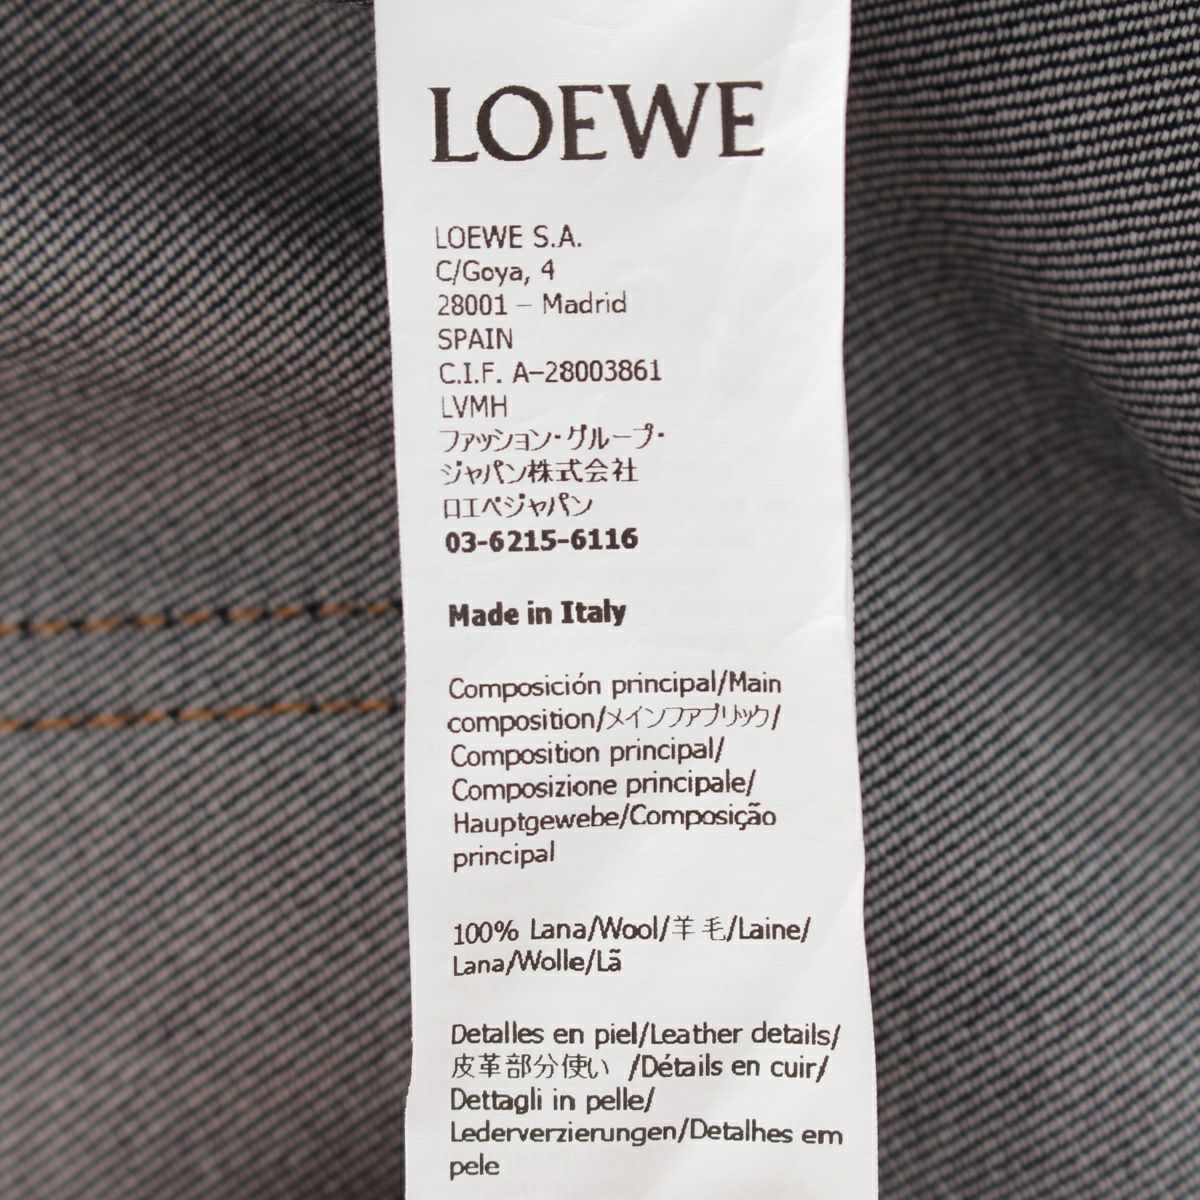 LOEWE
LOEWE S.A.
C/Goya, 4
28001 – Madrid
SPAIN
C.I.F. A-28003861
LVMH
ファッション・グループ・
ジャパン株式会社
ロエベジャパン
03-6215-6116
Made in Italy
Composición principal/Main
composition/メインファブリック/
Composition principal/
Composizione principale/
Hauptgewebe/Composição
principal
100% Lana/Wool/羊毛/Laine/
Lana/Wolle/Lã
Detalles en piel/Leather details/
皮革部分使い /Détails en cuir/
Dettagli in pelle/
Lederverzierungen/Detalhes em
pele